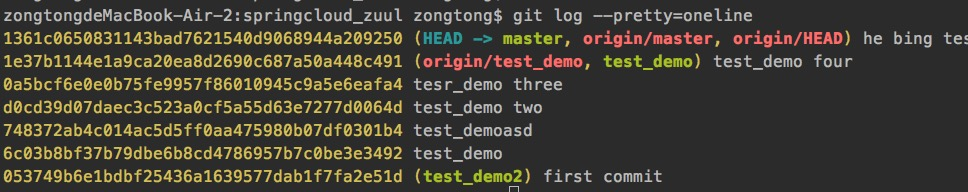 zongtongdeMacBook-Air-2:springcloud_zuul zongtong$ git log --pretty=oneline
1361c0650831143bad7621540d9068944a209250 (HEAD -> master, origin/master, origin/HEAD) he bing tes
1e37b1144e1a9ca20ea8d2690c687a50a448c491 (origin/test_demo, test_demo) test_demo four
0a5bcf6e0e0b75fe9957f86010945c9a5e6eafa4 tesr_demo three
d0cd39d07daec3c523a0cf5a55d63e7277d0064d test_demo two
748372ab4c014ac5d5ff0aa475980b07df0301b4 test_demoasd
6c03b8bf37b79dbe6b8cd4786957b7c0be3e3492 test_demo
053749b6e1bdbf25436a1639577dab1f7fa2e51d (test_demo2) first commit